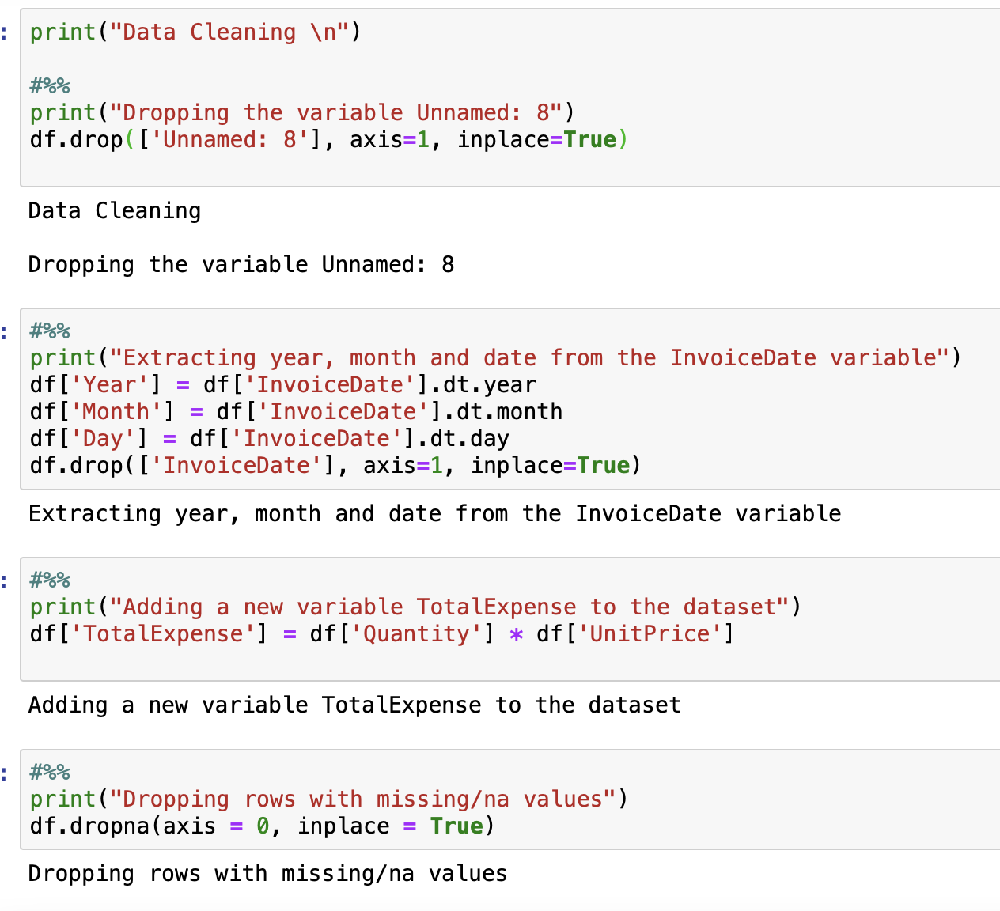 : print("Data Cleaning \n")
#%%
print("Dropping the variable Unnamed: 8")
df.drop(['Unnamed: 8'], axis=1, inplace=True)
Data Cleaning
Dropping the variable Unnamed: 8
: #%%
print("Extracting year, month and date from the InvoiceDate variable")
df['Year'] = df['InvoiceDate'].dt.year
df['Month'] = df['InvoiceDate'].dt.month
df['Day'] = df['InvoiceDate'].dt.day
df.drop(['InvoiceDate'], axis=1, inplace=True)
Extracting year, month and date from the InvoiceDate variable
: #%%
print("Adding a new variable TotalExpense to the dataset")
df['TotalExpense'] = df['Quantity'] * df['UnitPrice']
Adding a new variable TotalExpense to the dataset
: #%%
print("Dropping rows with missing/na values")
df.dropna(axis = 0, inplace = True)
Dropping rows with missing/na values